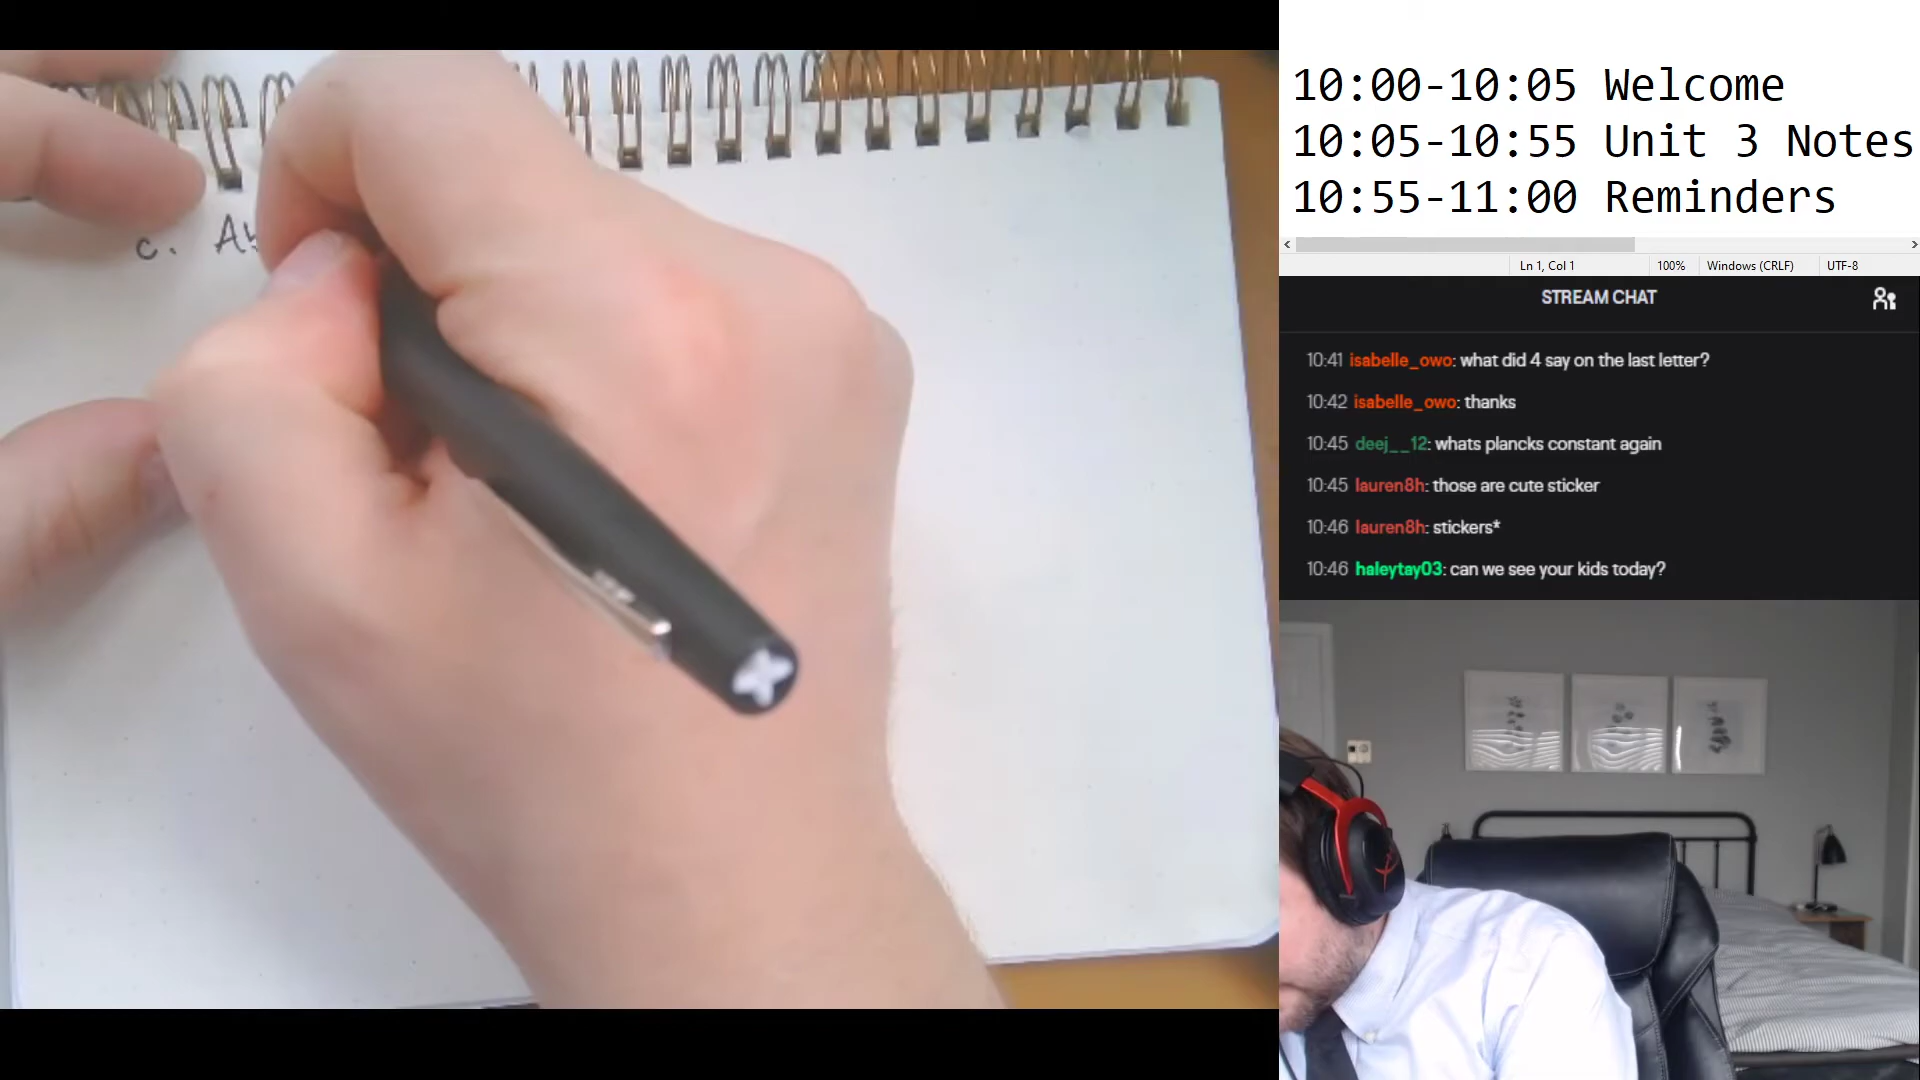 c. Ab
10:00-10:05 Welcome
10:05-10:55 Unit 3 Notes
10:55-11:00 Reminders
Ln 1, Col 1 100% Windows (CRLF) UTF-8
STREAM CHAT
10:41 isabelle_owo: what did 4 say on the last letter?
10:42 isabelle_owo: thanks
10:45 deej__12: whats plancks constant again
10:45 lauren8h: those are cute sticker
10:46 lauren8h: stickers*
10:46 haleytay03: can we see your kids today?